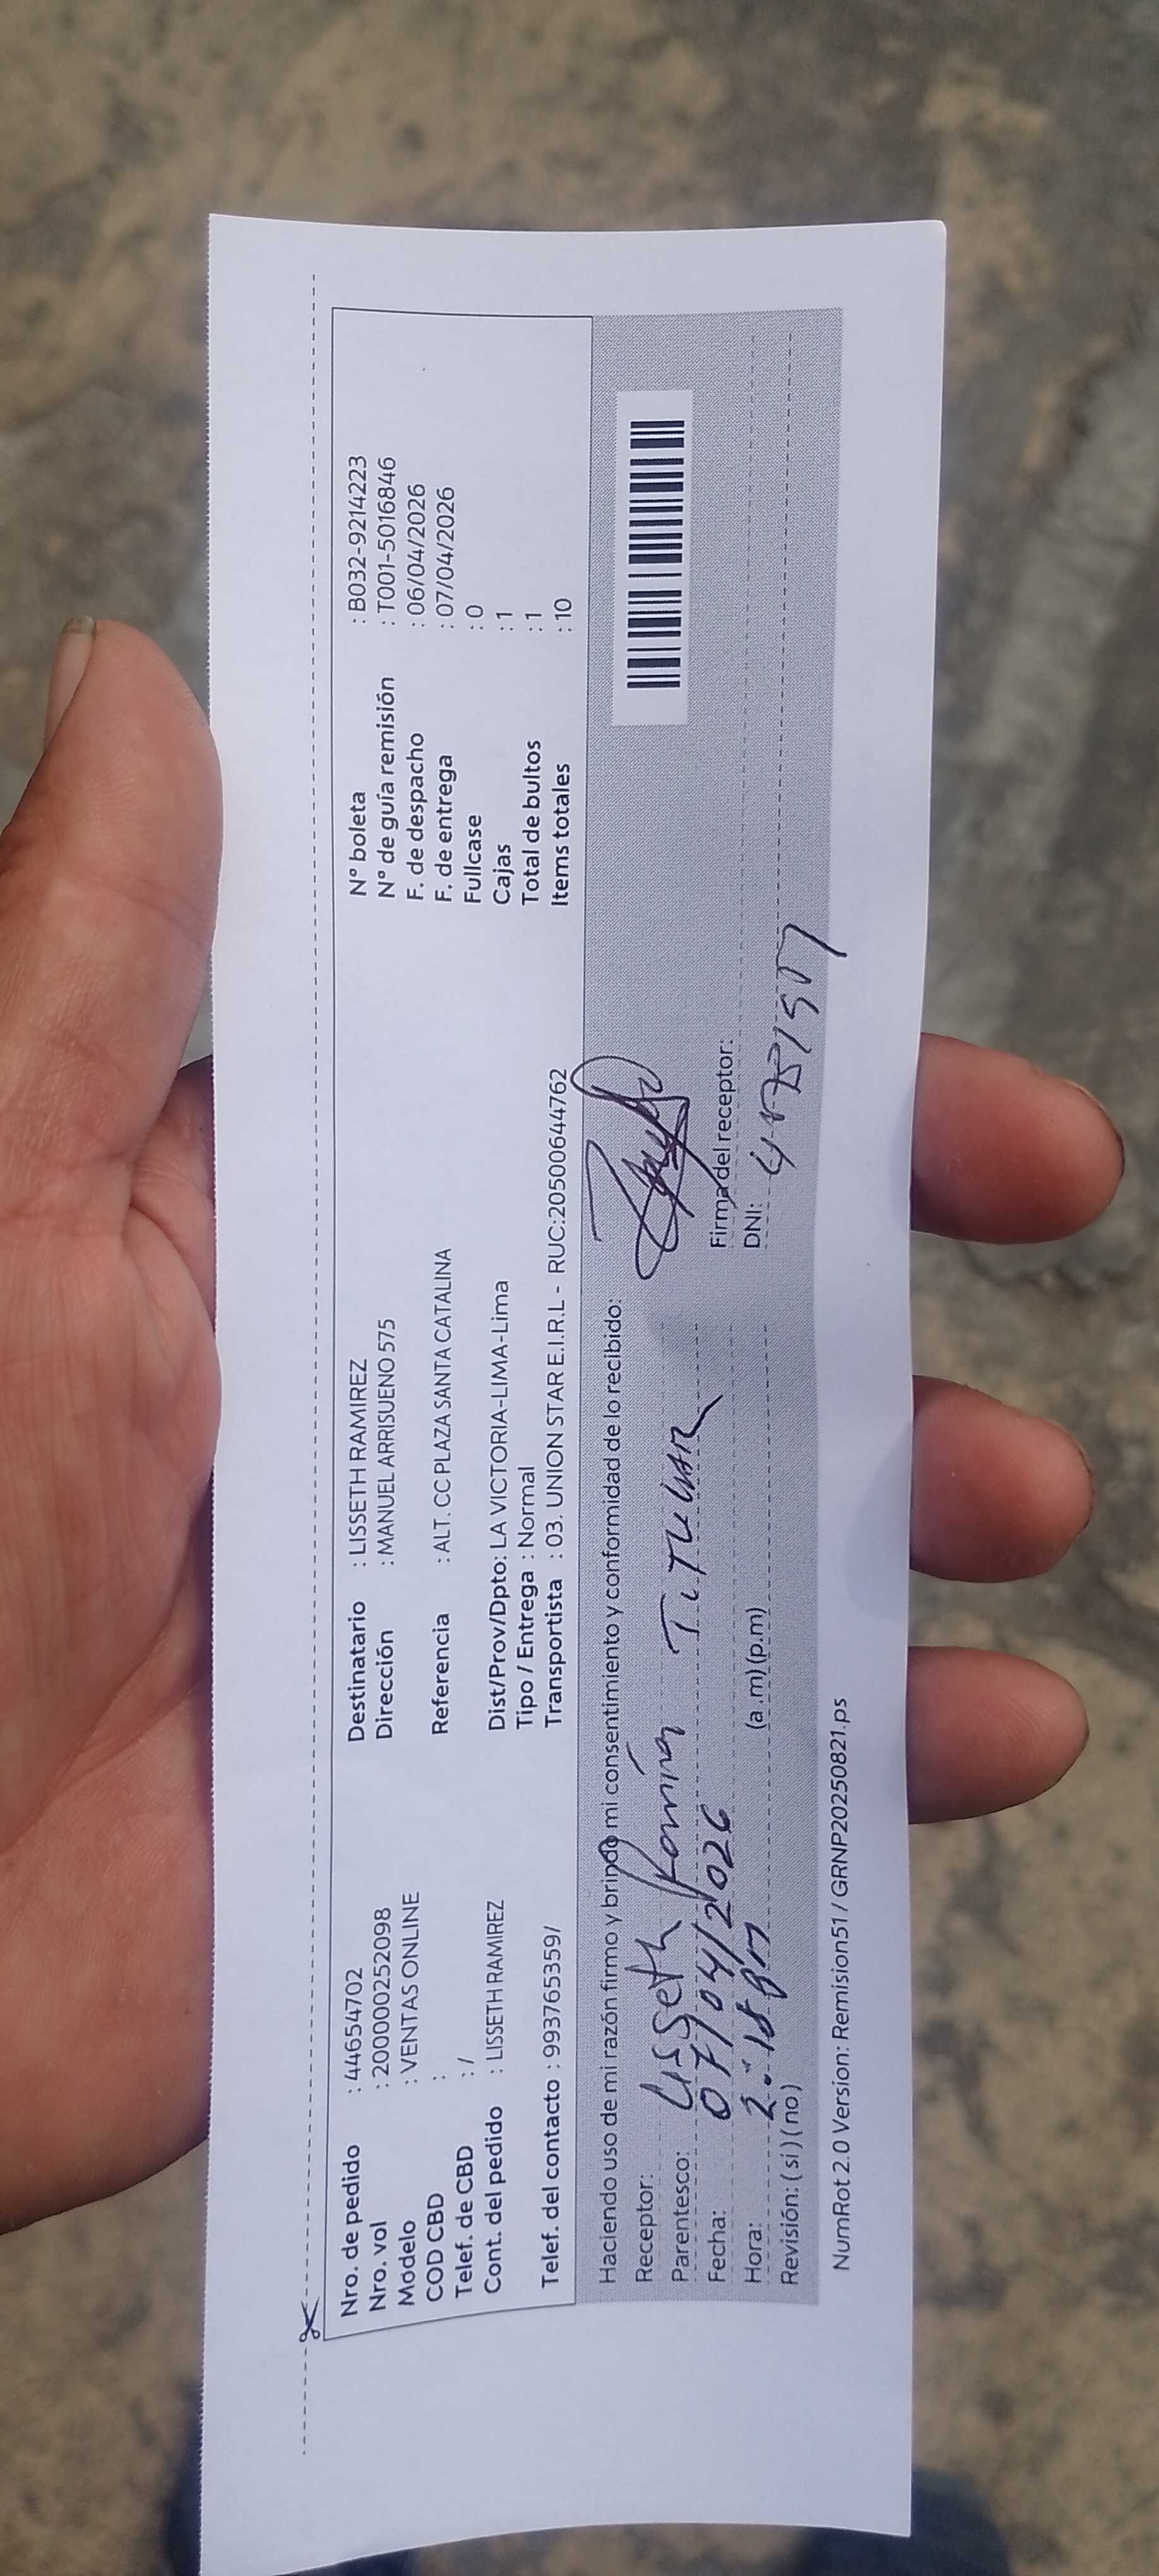 Nro. de pedido : 44654702
Nro. vol : 200000252098
Modelo : VENTAS ONLINE
COD CBD :
Telef. de CBD : /
Cont. del pedido : LISSETH RAMIREZ
Telef. del contacto : 993765359/
Destinatario : LISSETH RAMIREZ
Dirección : MANUEL ARRISUENO 575
Referencia : ALT. CC PLAZA SANTA CATALINA
Dist/Prov/Dpto: LA VICTORIA-LIMA-Lima
Tipo / Entrega : Normal
Transportista : 03. UNION STAR E.I.R.L - RUC:20500644762
N° boleta : B032-9214223
N° de guía remisión : T001-5016846
F. de despacho : 06/04/2026
F. de entrega : 07/04/2026
Fullcase : 0
Cajas : 1
Total de bultos : 1
Items totales : 10
Haciendo uso de mi razón firmo y brindo mi consentimiento y conformidad de lo recibido:
Receptor:
Parentesco: Lisseth TITULAR
Fecha: 07/04/2026
Hora: (a.m) (p.m)
Revisión: ( si ) ( no )
Firma del receptor:
DNI:
NumRot 2.0 Version: Remision51 / GRNP20250821.ps